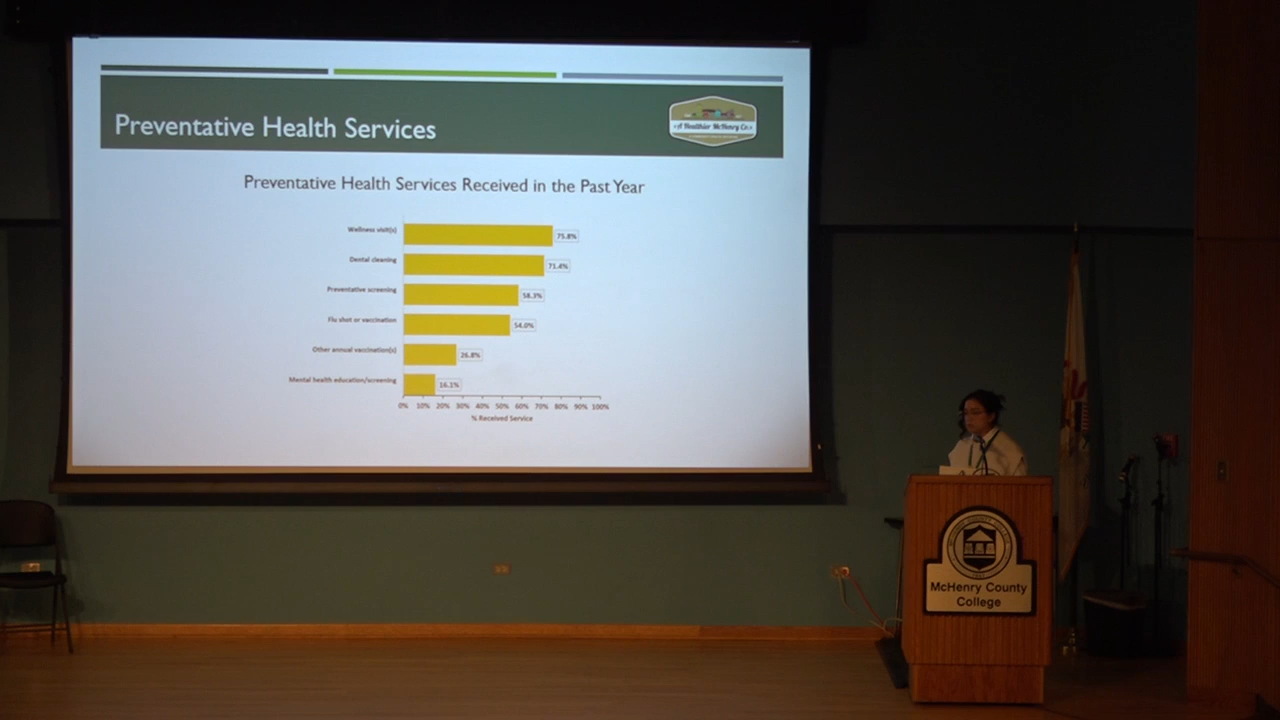 Preventative Health Services
A Healthier McHenry Co.
Preventative Health Services Received in the Past Year
Wellness visit(s)
75.8%
Dental cleaning
71.4%
Preventative screening
58.3%
Flu shot or vaccination
54.0%
Other annual vaccination(s)
26.8%
Mental health education/screening
16.1%
0% 10% 20% 30% 40% 50% 60% 70% 80% 90% 100%
% Received Service
McHenry County
College